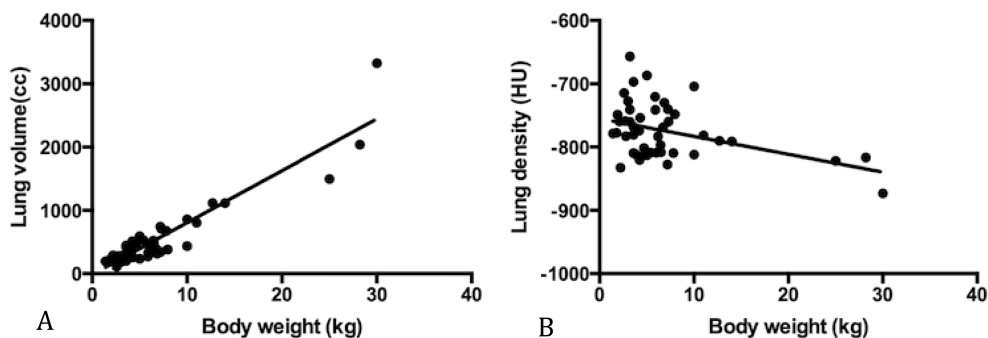 4000
3000
2000
1000
0
Lung volume(cc)
0 10 20 30 40
Body weight (kg)
A
-600
-700
-800
-900
-1000
Lung density (HU)
0 10 20 30 40
Body weight (kg)
B